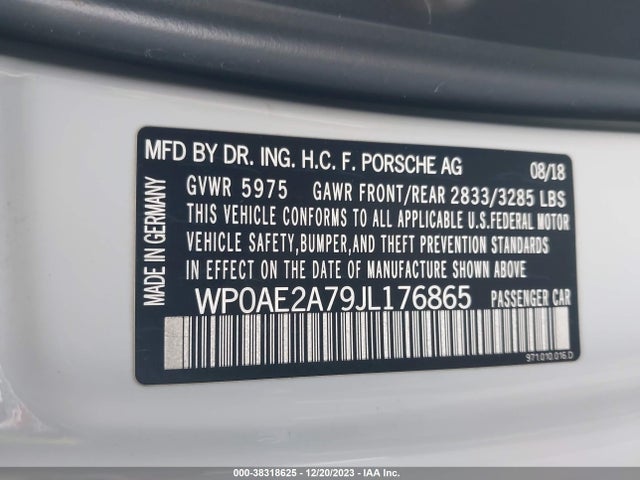 MFD BY DR. ING. H.C. F. PORSCHE AG 08/18
GVWR 5975 GAWR FRONT/REAR 2833/3285 LBS
THIS VEHICLE CONFORMS TO ALL APPLICABLE U.S.FEDERAL MOTOR
VEHICLE SAFETY,BUMPER,AND THEFT PREVENTION STANDARDS
IN EFFECT ON THE DATE OF MANUFACTURE SHOWN ABOVE.
WP0AE2A79JL176865 PASSENGER CAR
MADE IN GERMANY
971.010.016.D
000-38318625 - 12/20/2023 - IAAI.COM